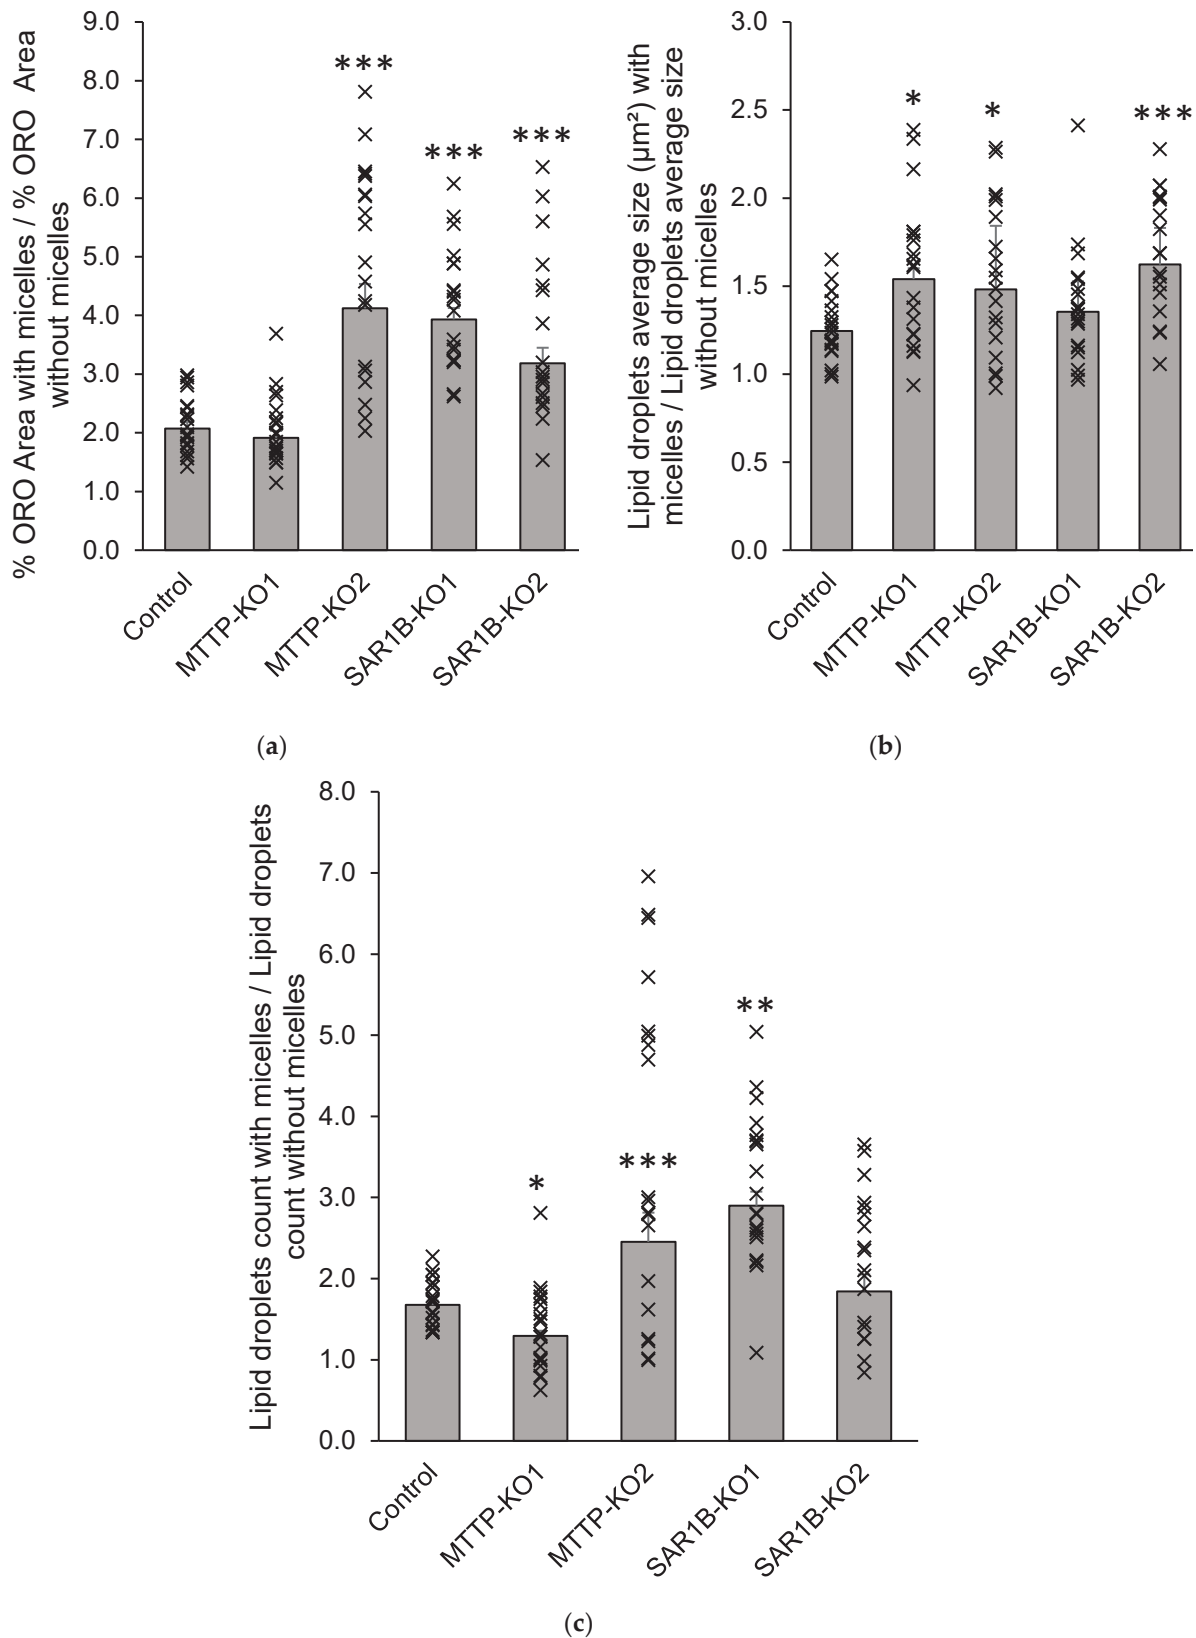 % ORO Area with micelles / % ORO Area
without micelles
9.0
8.0
7.0
6.0
5.0
4.0
3.0
2.0
1.0
0.0
***
***
***
Control
MTTP-KO1
MTTP-KO2
SAR1B-KO1
SAR1B-KO2
(a)
Lipid droplets average size (µm²) with
micelles / Lipid droplets average size
without micelles
3.0
2.5
2.0
1.5
1.0
0.5
0.0
*
*
***
Control
MTTP-KO1
MTTP-KO2
SAR1B-KO1
SAR1B-KO2
(b)
Lipid droplets count with micelles / Lipid droplets
count without micelles
8.0
7.0
6.0
5.0
4.0
3.0
2.0
1.0
0.0
*
***
**
Control
MTTP-KO1
MTTP-KO2
SAR1B-KO1
SAR1B-KO2
(c)